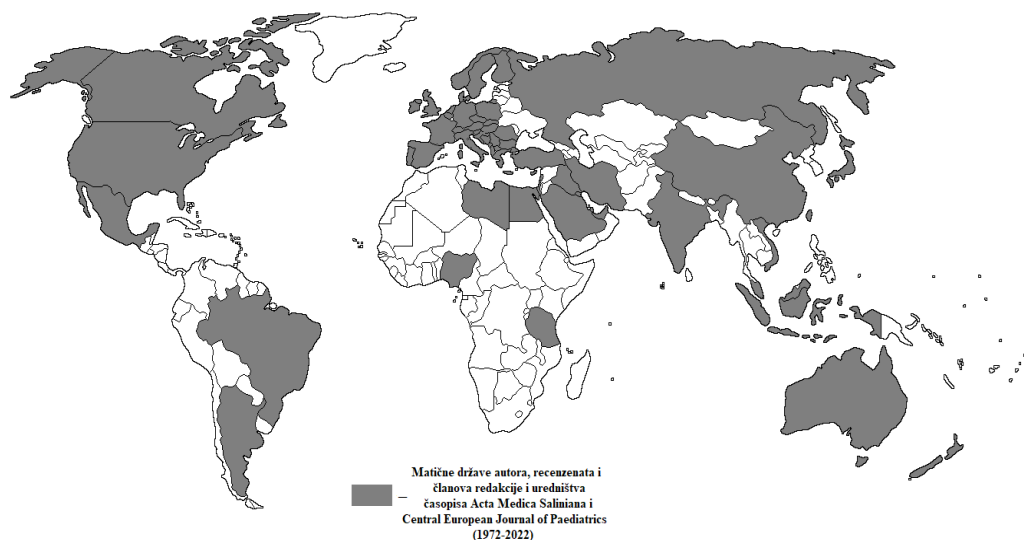 Matične države autora, recenzenata i
članova redakcije i uredništva
– časopisa Acta Medica Saliniana i
Central European Journal of Paediatrics
(1972-2022)